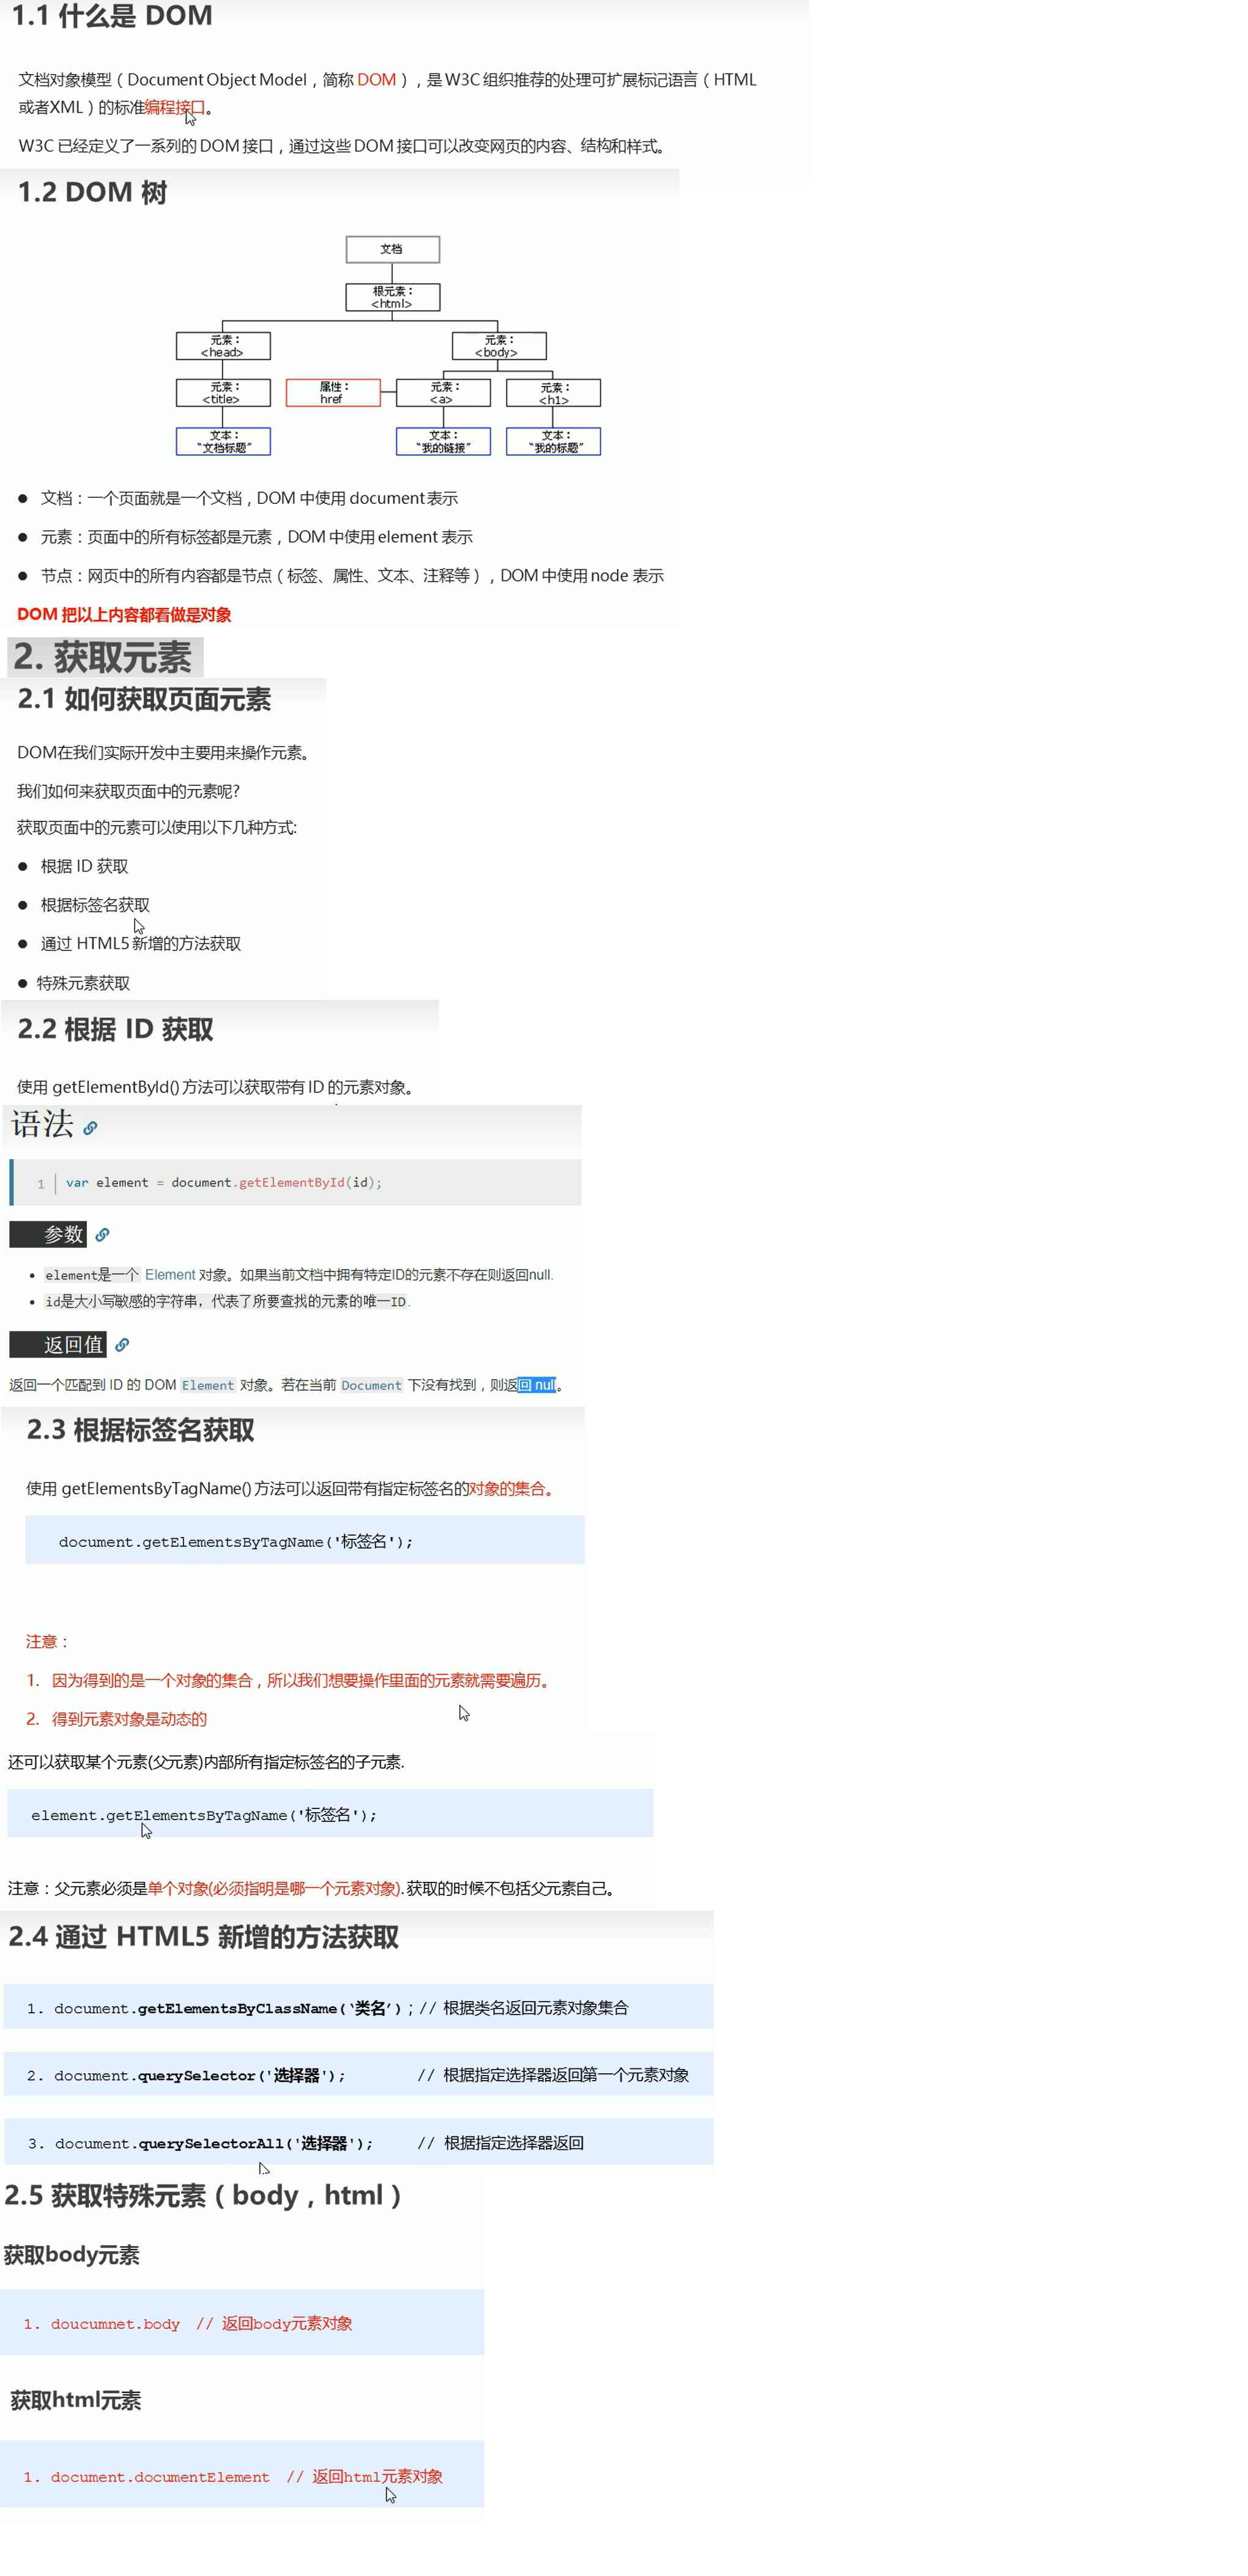 1.1 什么是 DOM
文档对象模型（Document Object Model，简称 DOM），是 W3C 组织推荐的处理可扩展标记语言（HTML
或者XML）的标准编程接口。
W3C 已经定义了一系列的 DOM 接口，通过这些 DOM 接口可以改变网页的内容、结构和样式。
1.2 DOM 树
文档
根元素：
<html>
元素：
<head>
元素：
<body>
元素：
<title>
属性：
href
元素：
<a>
元素：
<h1>
文本：
“文档标题”
文本：
“我的链接”
文本：
“我的标题”
● 文档：一个页面就是一个文档，DOM 中使用 document 表示
● 元素：页面中的所有标签都是元素，DOM 中使用 element 表示
● 节点：网页中的所有内容都是节点（标签、属性、文本、注释等），DOM 中使用 node 表示
DOM 把以上内容都看做是对象
2. 获取元素
2.1 如何获取页面元素
DOM在我们实际开发中主要用来操作元素。
我们如何来获取页面中的元素呢?
获取页面中的元素可以使用以下几种方式:
● 根据 ID 获取
● 根据标签名获取
● 通过 HTML5 新增的方法获取
● 特殊元素获取
2.2 根据 ID 获取
使用 getElementById() 方法可以获取带有 ID 的元素对象。
语法
1 var element = document.getElementById(id);
参数
• element是一个 Element 对象。如果当前文档中拥有特定ID的元素不存在则返回null.
• id是大小写敏感的字符串，代表了所要查找的元素的唯一ID.
返回值
返回一个匹配到 ID 的 DOM Element 对象。若在当前 Document 下没有找到，则返回 null。
2.3 根据标签名获取
使用 getElementsByTagName() 方法可以返回带有指定标签名的对象的集合。
document.getElementsByTagName('标签名');
注意：
1. 因为得到的是一个对象的集合，所以我们想要操作里面的元素就需要遍历。
2. 得到元素对象是动态的
还可以获取某个元素(父元素)内部所有指定标签名的子元素.
element.getElementsByTagName('标签名');
注意：父元素必须是单个对象(必须指明是哪一个元素对象). 获取的时候不包括父元素自己。
2.4 通过 HTML5 新增的方法获取
1. document.getElementsByClassName(‘类名’)；// 根据类名返回元素对象集合
2. document.querySelector('选择器'); // 根据指定选择器返回第一个元素对象
3. document.querySelectorAll('选择器'); // 根据指定选择器返回
2.5 获取特殊元素（body，html）
获取body元素
1. doucumnet.body // 返回body元素对象
获取html元素
1. document.documentElement // 返回html元素对象